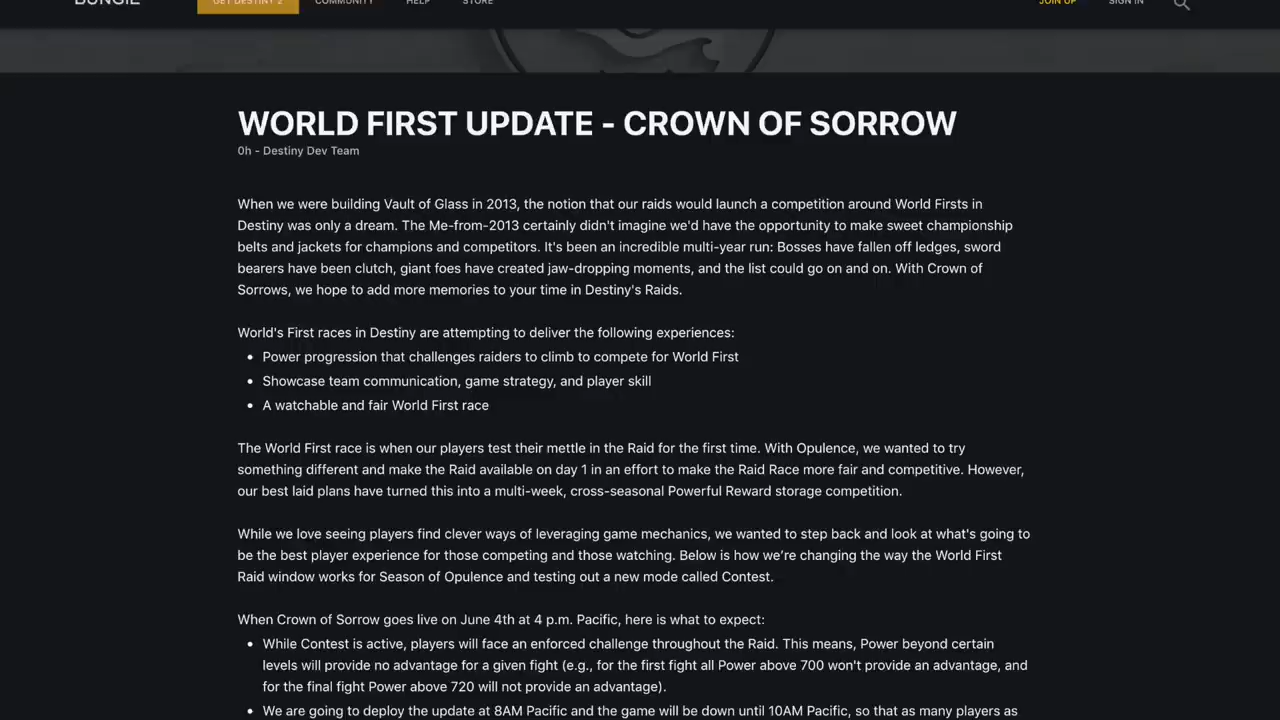 BUNGIE
GET DESTINY 2
COMMUNITY
HELP
STORE
JOIN UP
SIGN IN
WORLD FIRST UPDATE - CROWN OF SORROW
0h - Destiny Dev Team
When we were building Vault of Glass in 2013, the notion that our raids would launch a competition around World Firsts in
Destiny was only a dream. The Me-from-2013 certainly didn't imagine we'd have the opportunity to make sweet championship
belts and jackets for champions and competitors. It's been an incredible multi-year run: Bosses have fallen off ledges, sword
bearers have been clutch, giant foes have created jaw-dropping moments, and the list could go on and on. With Crown of
Sorrows, we hope to add more memories to your time in Destiny's Raids.
World's First races in Destiny are attempting to deliver the following experiences:
• Power progression that challenges raiders to climb to compete for World First
• Showcase team communication, game strategy, and player skill
• A watchable and fair World First race
The World First race is when our players test their mettle in the Raid for the first time. With Opulence, we wanted to try
something different and make the Raid available on day 1 in an effort to make the Raid Race more fair and competitive. However,
our best laid plans have turned this into a multi-week, cross-seasonal Powerful Reward storage competition.
While we love seeing players find clever ways of leveraging game mechanics, we wanted to step back and look at what's going to
be the best player experience for those competing and those watching. Below is how we're changing the way the World First
Raid window works for Season of Opulence and testing out a new mode called Contest.
When Crown of Sorrow goes live on June 4th at 4 p.m. Pacific, here is what to expect:
• While Contest is active, players will face an enforced challenge throughout the Raid. This means, Power beyond certain
levels will provide no advantage for a given fight (e.g., for the first fight all Power above 700 won't provide an advantage, and
for the final fight Power above 720 will not provide an advantage).
• We are going to deploy the update at 8AM Pacific and the game will be down until 10AM Pacific, so that as many players as